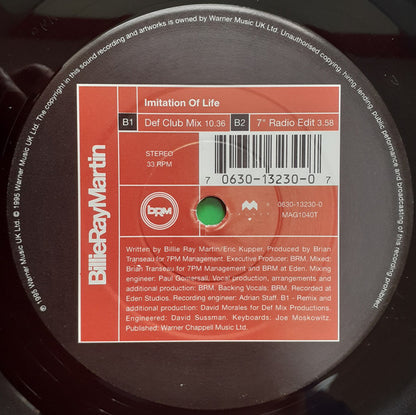 The copyright in this sound recording and artworks is owned by Warner Music UK Ltd. Unauthorised copying, hiring, lending, public peformance and broadcasting of this recording prohibited.
© 1995 Warner Music UK Ltd.
℗ 1995 Warner Music UK Ltd.
BillieRayMartin
Imitation Of Life
B1 Def Club Mix 10.36 B2 7" Radio Edit 3.58
STEREO
33 RPM
7 0630-13230-0 7
brm
0630-13230-0
MAG1040T
Written by Billie Ray Martin/Eric Kupper, Produced by Brian
Transeau for 7PM Management. Executive Producer: BRM. Mixed:
Brian Transeau for 7PM Management and BRM at Eden. Mixing
engineer: Paul Gomersall. Vocal production, arrangements and
additional production: BRM. Backing Vocals: BRM. Recorded at
Eden Studios. Recording engineer: Adrian Staff. B1 - Remix and
additional production: David Morales for Def Mix Productions.
Engineered: David Sussman. Keyboards: Joe Moskowitz.
Published: Warner Chappell Music Ltd.